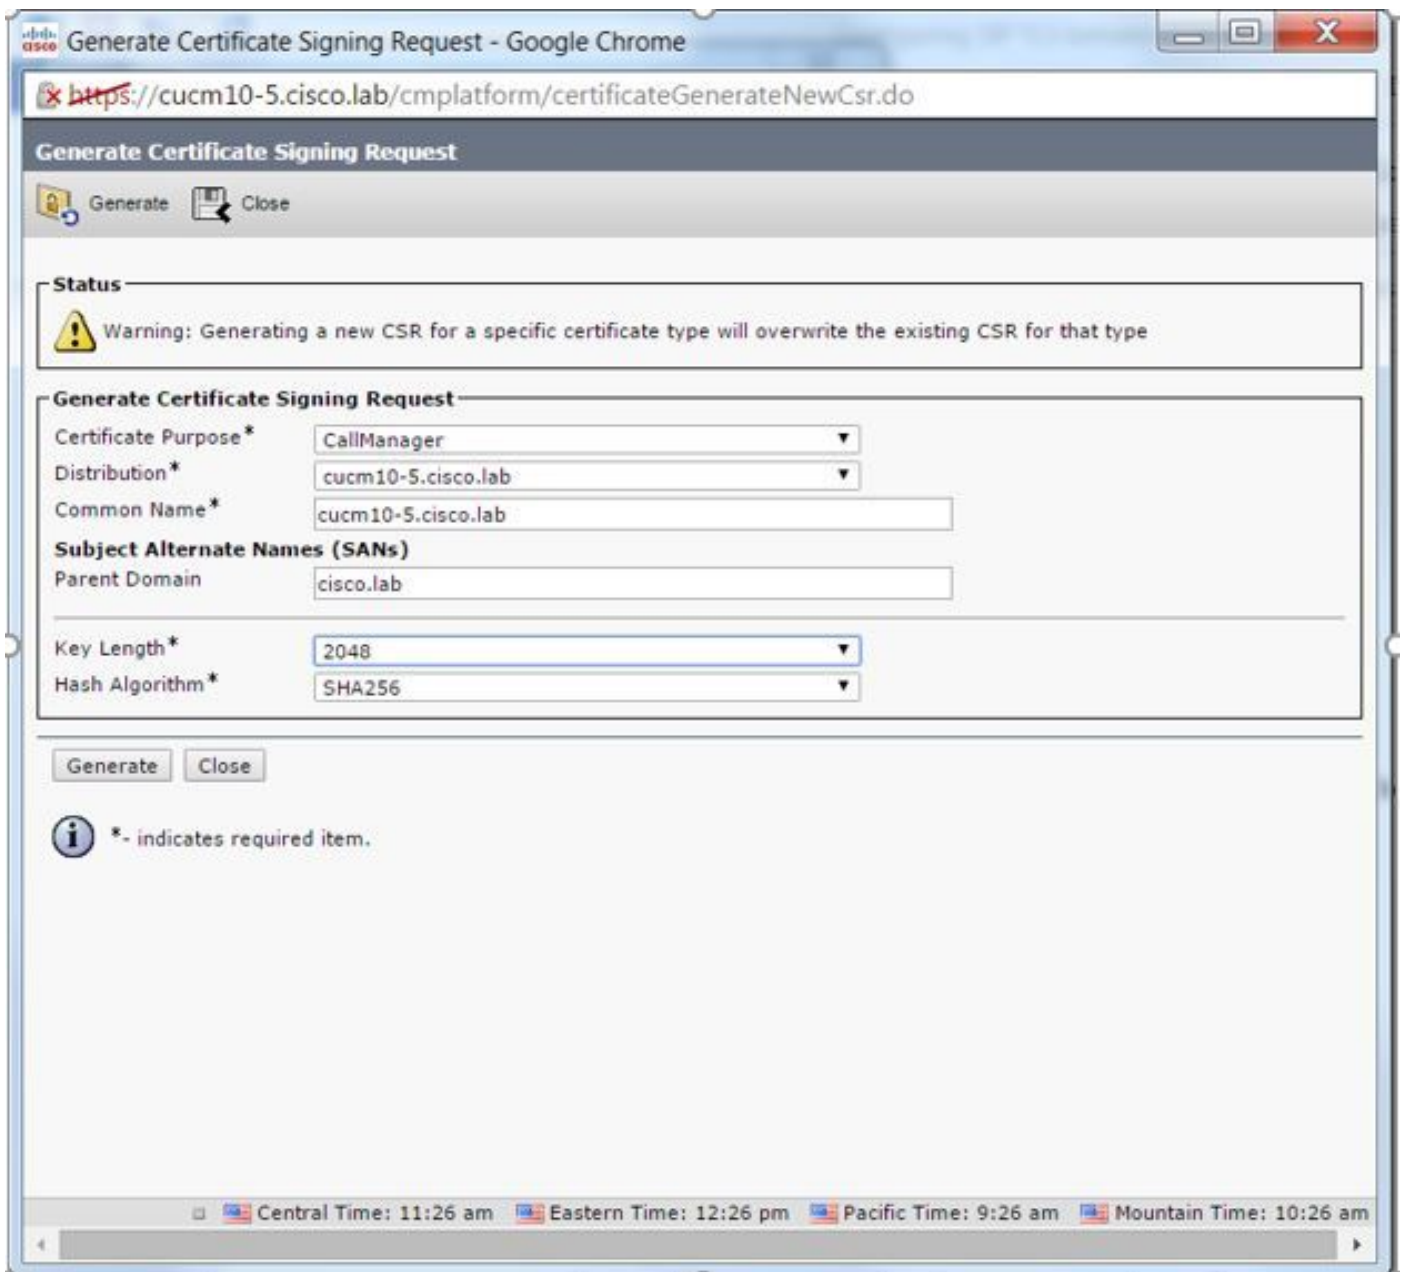 cisco Generate Certificate Signing Request - Google Chrome
https://cucm10-5.cisco.lab/cmplatform/certificateGenerateNewCsr.do
Generate Certificate Signing Request
Generate Close
Status
Warning: Generating a new CSR for a specific certificate type will overwrite the existing CSR for that type
Generate Certificate Signing Request
Certificate Purpose* CallManager
Distribution* cucm10-5.cisco.lab
Common Name* cucm10-5.cisco.lab
Subject Alternate Names (SANs)
Parent Domain cisco.lab
Key Length* 2048
Hash Algorithm* SHA256
Generate Close
*- indicates required item.
Central Time: 11:26 am Eastern Time: 12:26 pm Pacific Time: 9:26 am Mountain Time: 10:26 am